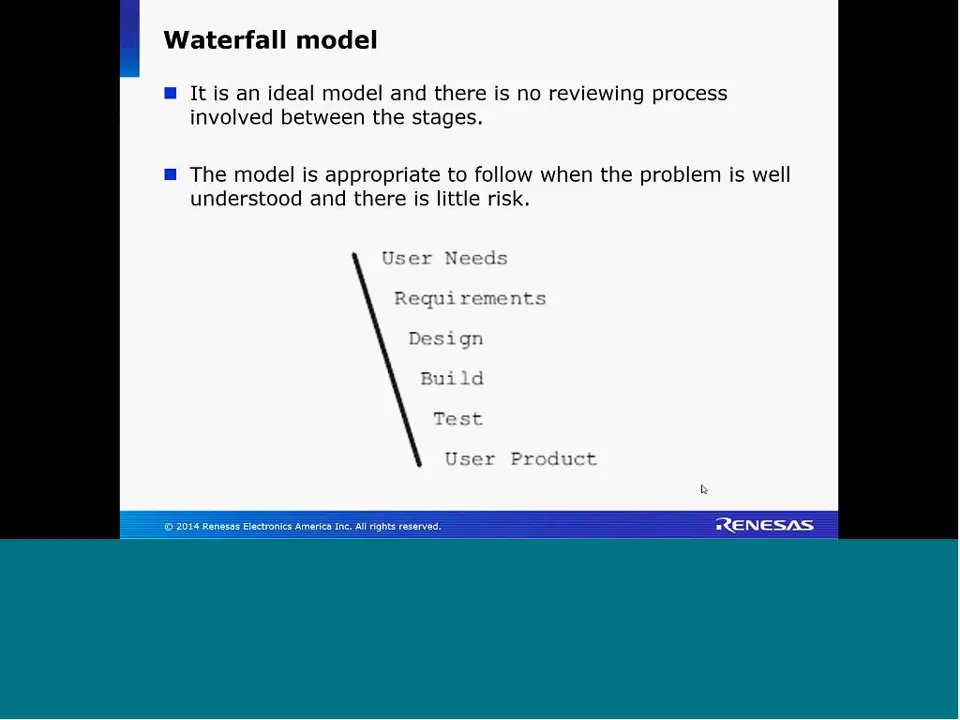 Waterfall model
It is an ideal model and there is no reviewing process
involved between the stages.
The model is appropriate to follow when the problem is well
understood and there is little risk.
User Needs
Requirements
Design
Build
Test
User Product
© 2014 Renesas Electronics America Inc. All rights reserved.
RENESAS